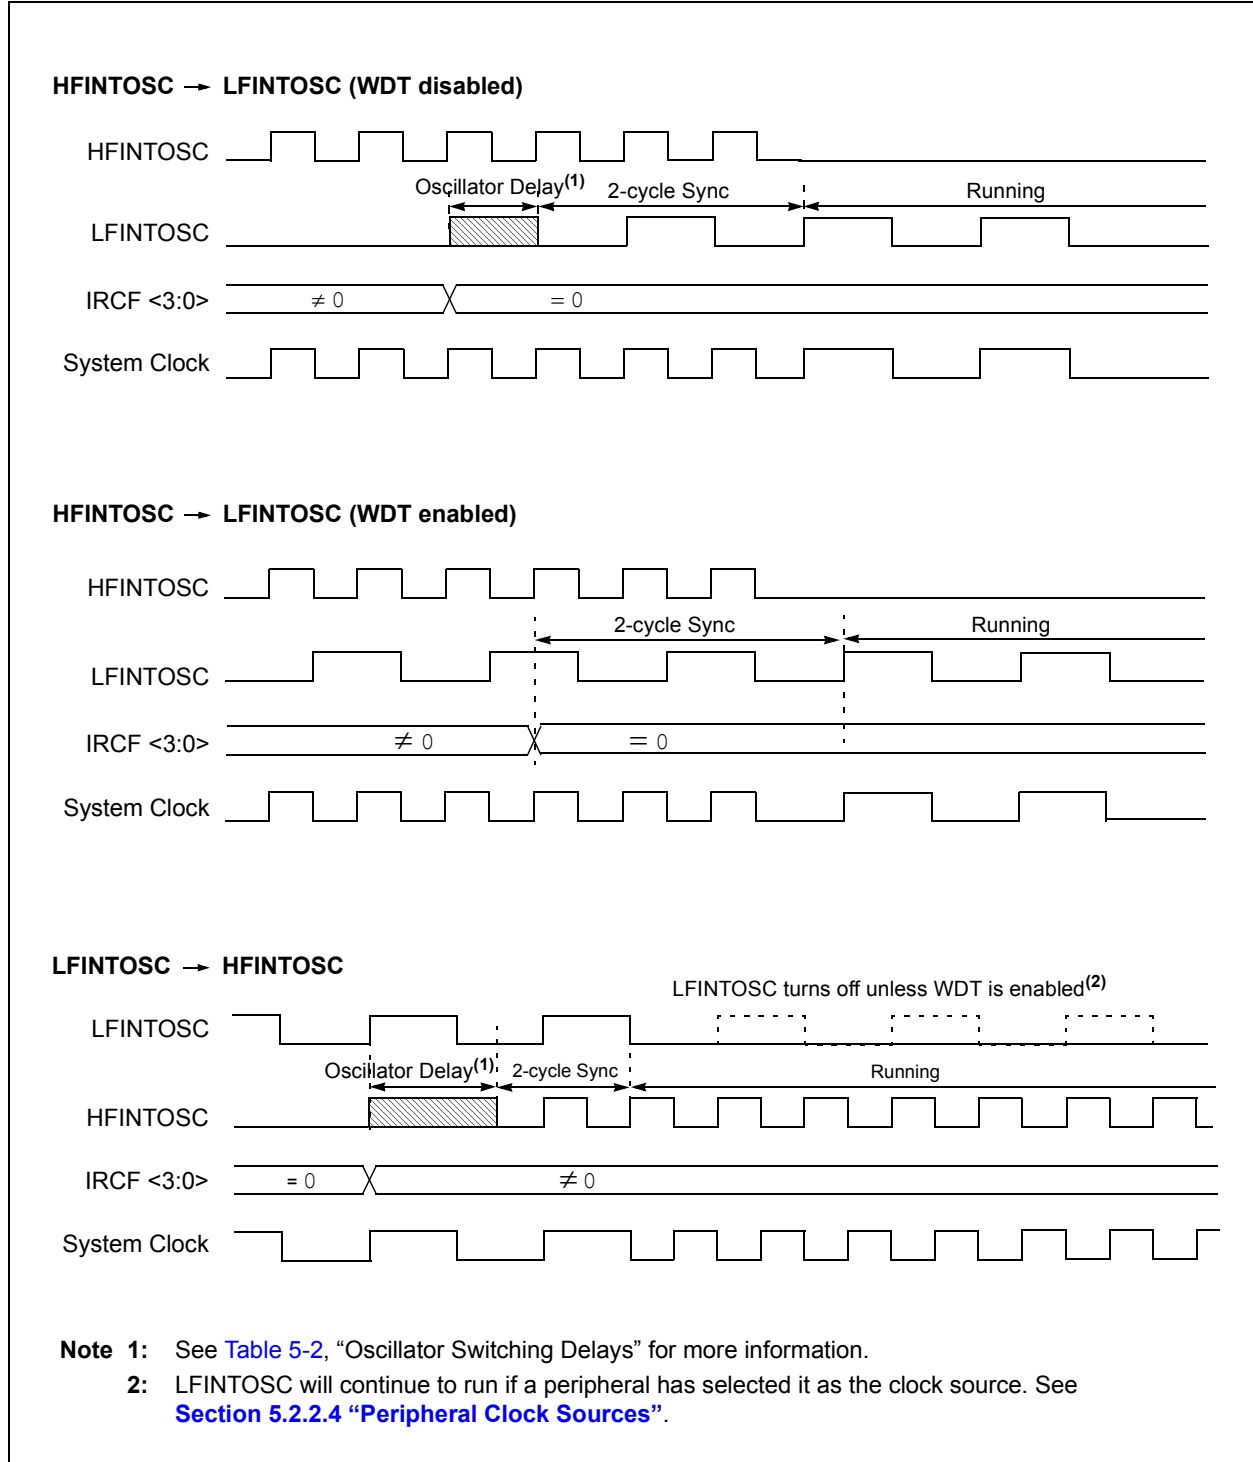 HFINTOSC → LFINTOSC (WDT disabled)
HFINTOSC
Oscillator Delay(1) 2-cycle Sync Running
LFINTOSC
IRCF <3:0> ≠ 0 = 0
System Clock
HFINTOSC → LFINTOSC (WDT enabled)
HFINTOSC
2-cycle Sync Running
LFINTOSC
IRCF <3:0> ≠ 0 = 0
System Clock
LFINTOSC → HFINTOSC
LFINTOSC turns off unless WDT is enabled(2)
LFINTOSC
Oscillator Delay(1) 2-cycle Sync Running
HFINTOSC
IRCF <3:0> = 0 ≠ 0
System Clock
Note 1: See Table 5-2, “Oscillator Switching Delays” for more information.
2: LFINTOSC will continue to run if a peripheral has selected it as the clock source. See
Section 5.2.2.4 “Peripheral Clock Sources”.